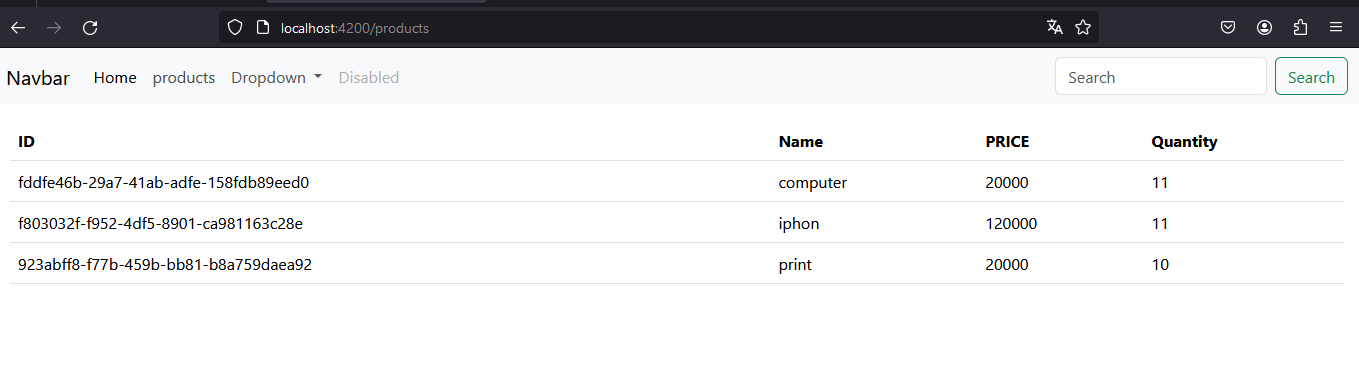 localhost:4200/products
Navbar Home products Dropdown Disabled Search Search
ID Name PRICE Quantity
fddfe46b-29a7-41ab-adfe-158fdb89eed0 computer 20000 11
f803032f-f952-4df5-8901-ca981163c28e iphon 120000 11
923abff8-f77b-459b-bb81-b8a759daea92 print 20000 10